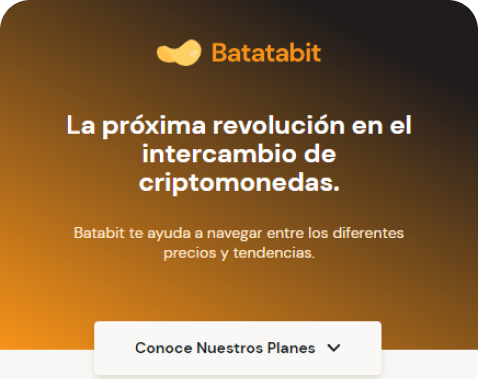 Batatabit
La próxima revolución en el
intercambio de
criptomonedas.
Batabit te ayuda a navegar entre los diferentes
precios y tendencias.
Conoce Nuestros Planes